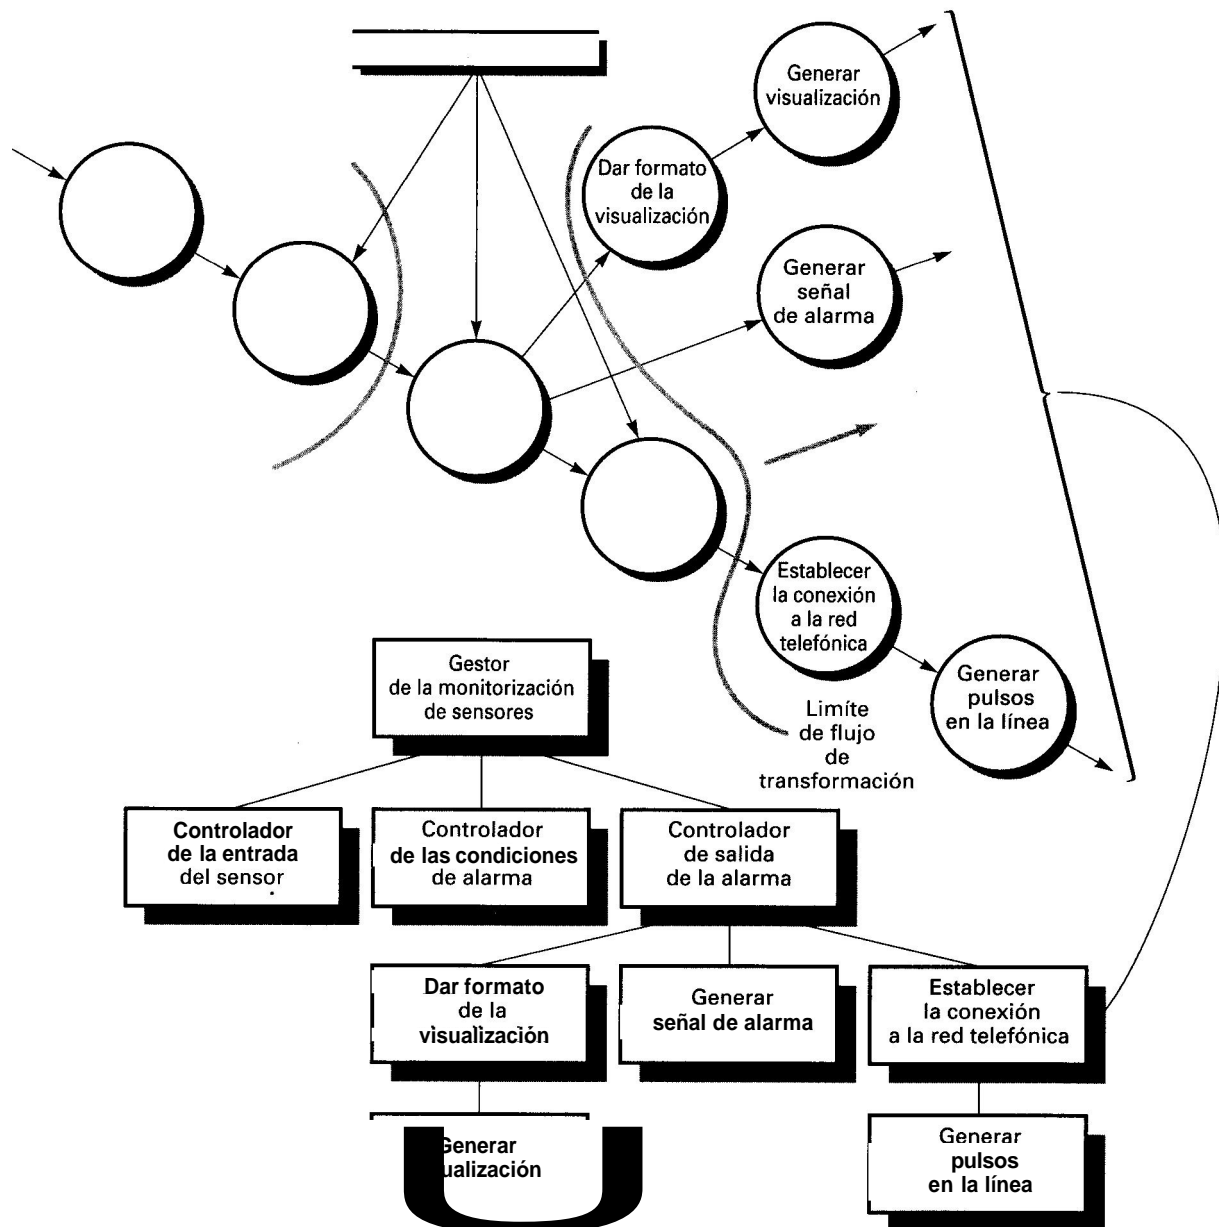 Generar
visualización
Dar formato
de la
visualización
Generar
señal
de alarma
Establecer
la conexión
a la red
telefónica
Generar
pulsos
en la línea
Limíte
de flujo
de
transformación
Gestor
de la monitorización
de sensores
Controlador
de la entrada
del sensor
Controlador
de las condiciones
de alarma
Controlador
de salida
de la alarma
Dar formato
de la
visualización
Generar
señal de alarma
Establecer
la conexión
a la red telefónica
Generar
ualización
Generar
pulsos
en la línea